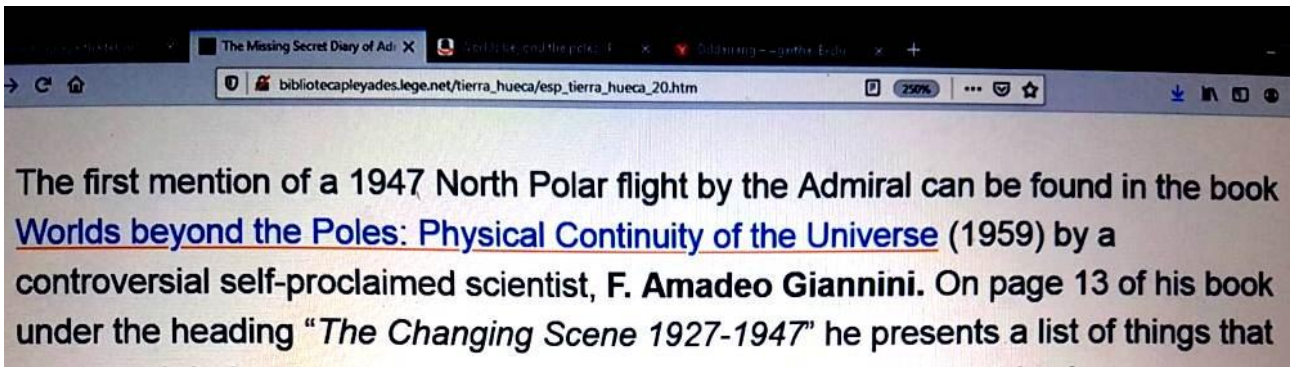 The Missing Secret Diary of Adı
bibliotecapleyades.lege.net/tierra_hueca/esp_tierra_hueca_20.htm
250%
The first mention of a 1947 North Polar flight by the Admiral can be found in the book
Worlds beyond the Poles: Physical Continuity of the Universe (1959) by a
controversial self-proclaimed scientist, F. Amadeo Giannini. On page 13 of his book
under the heading “The Changing Scene 1927-1947” he presents a list of things that